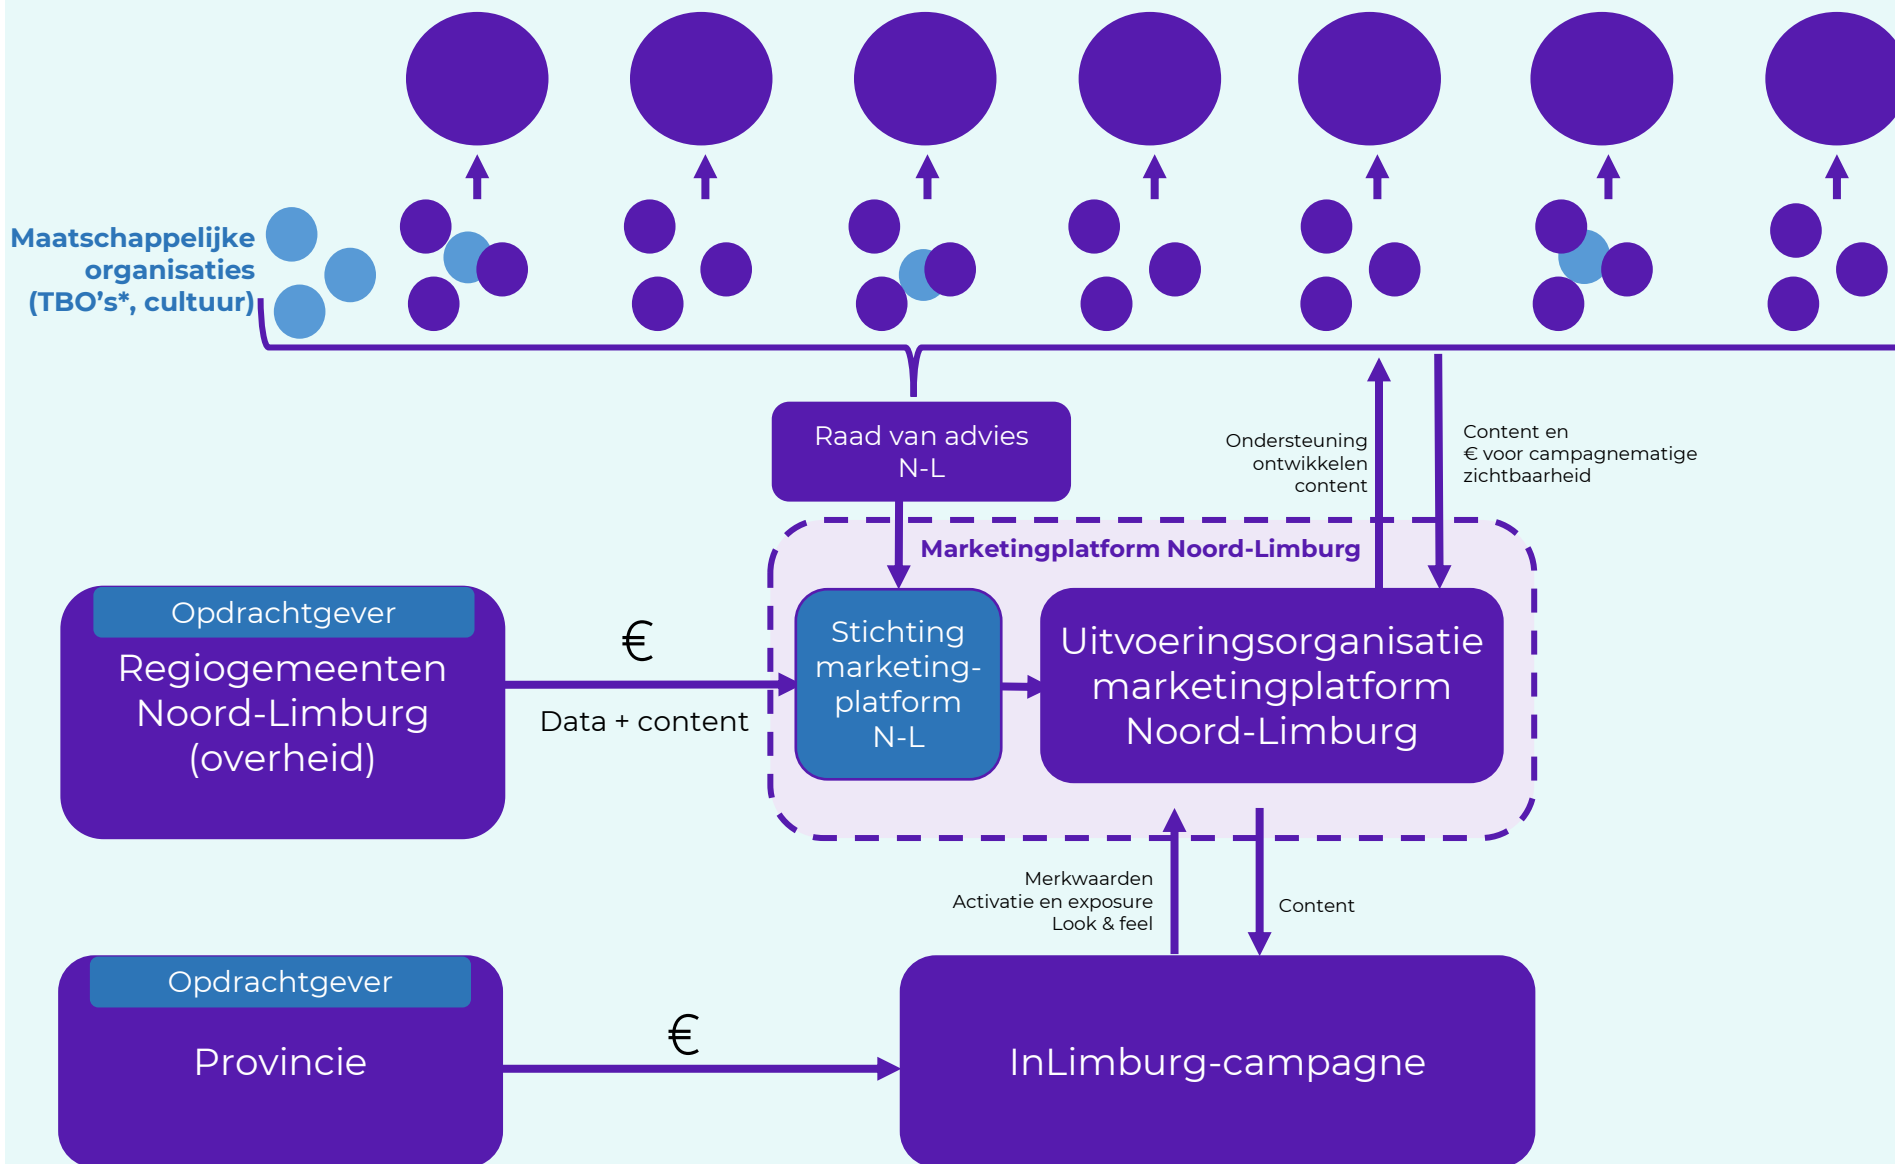 Maatschappelijke
organisaties
(TBO's*, cultuur)
Raad van advies
N-L
Ondersteuning
ontwikkelen
content
Content en
€ voor campagnematige
zichtbaarheid
Marketingplatform Noord-Limburg
Opdrachtgever
Regiogemeenten
Noord-Limburg
(overheid)
€
Data + content
Stichting
marketing-
platform
N-L
Uitvoeringsorganisatie
marketingplatform
Noord-Limburg
Merkwaarden
Activatie en exposure
Look & feel
Content
Opdrachtgever
Provincie
€
InLimburg-campagne